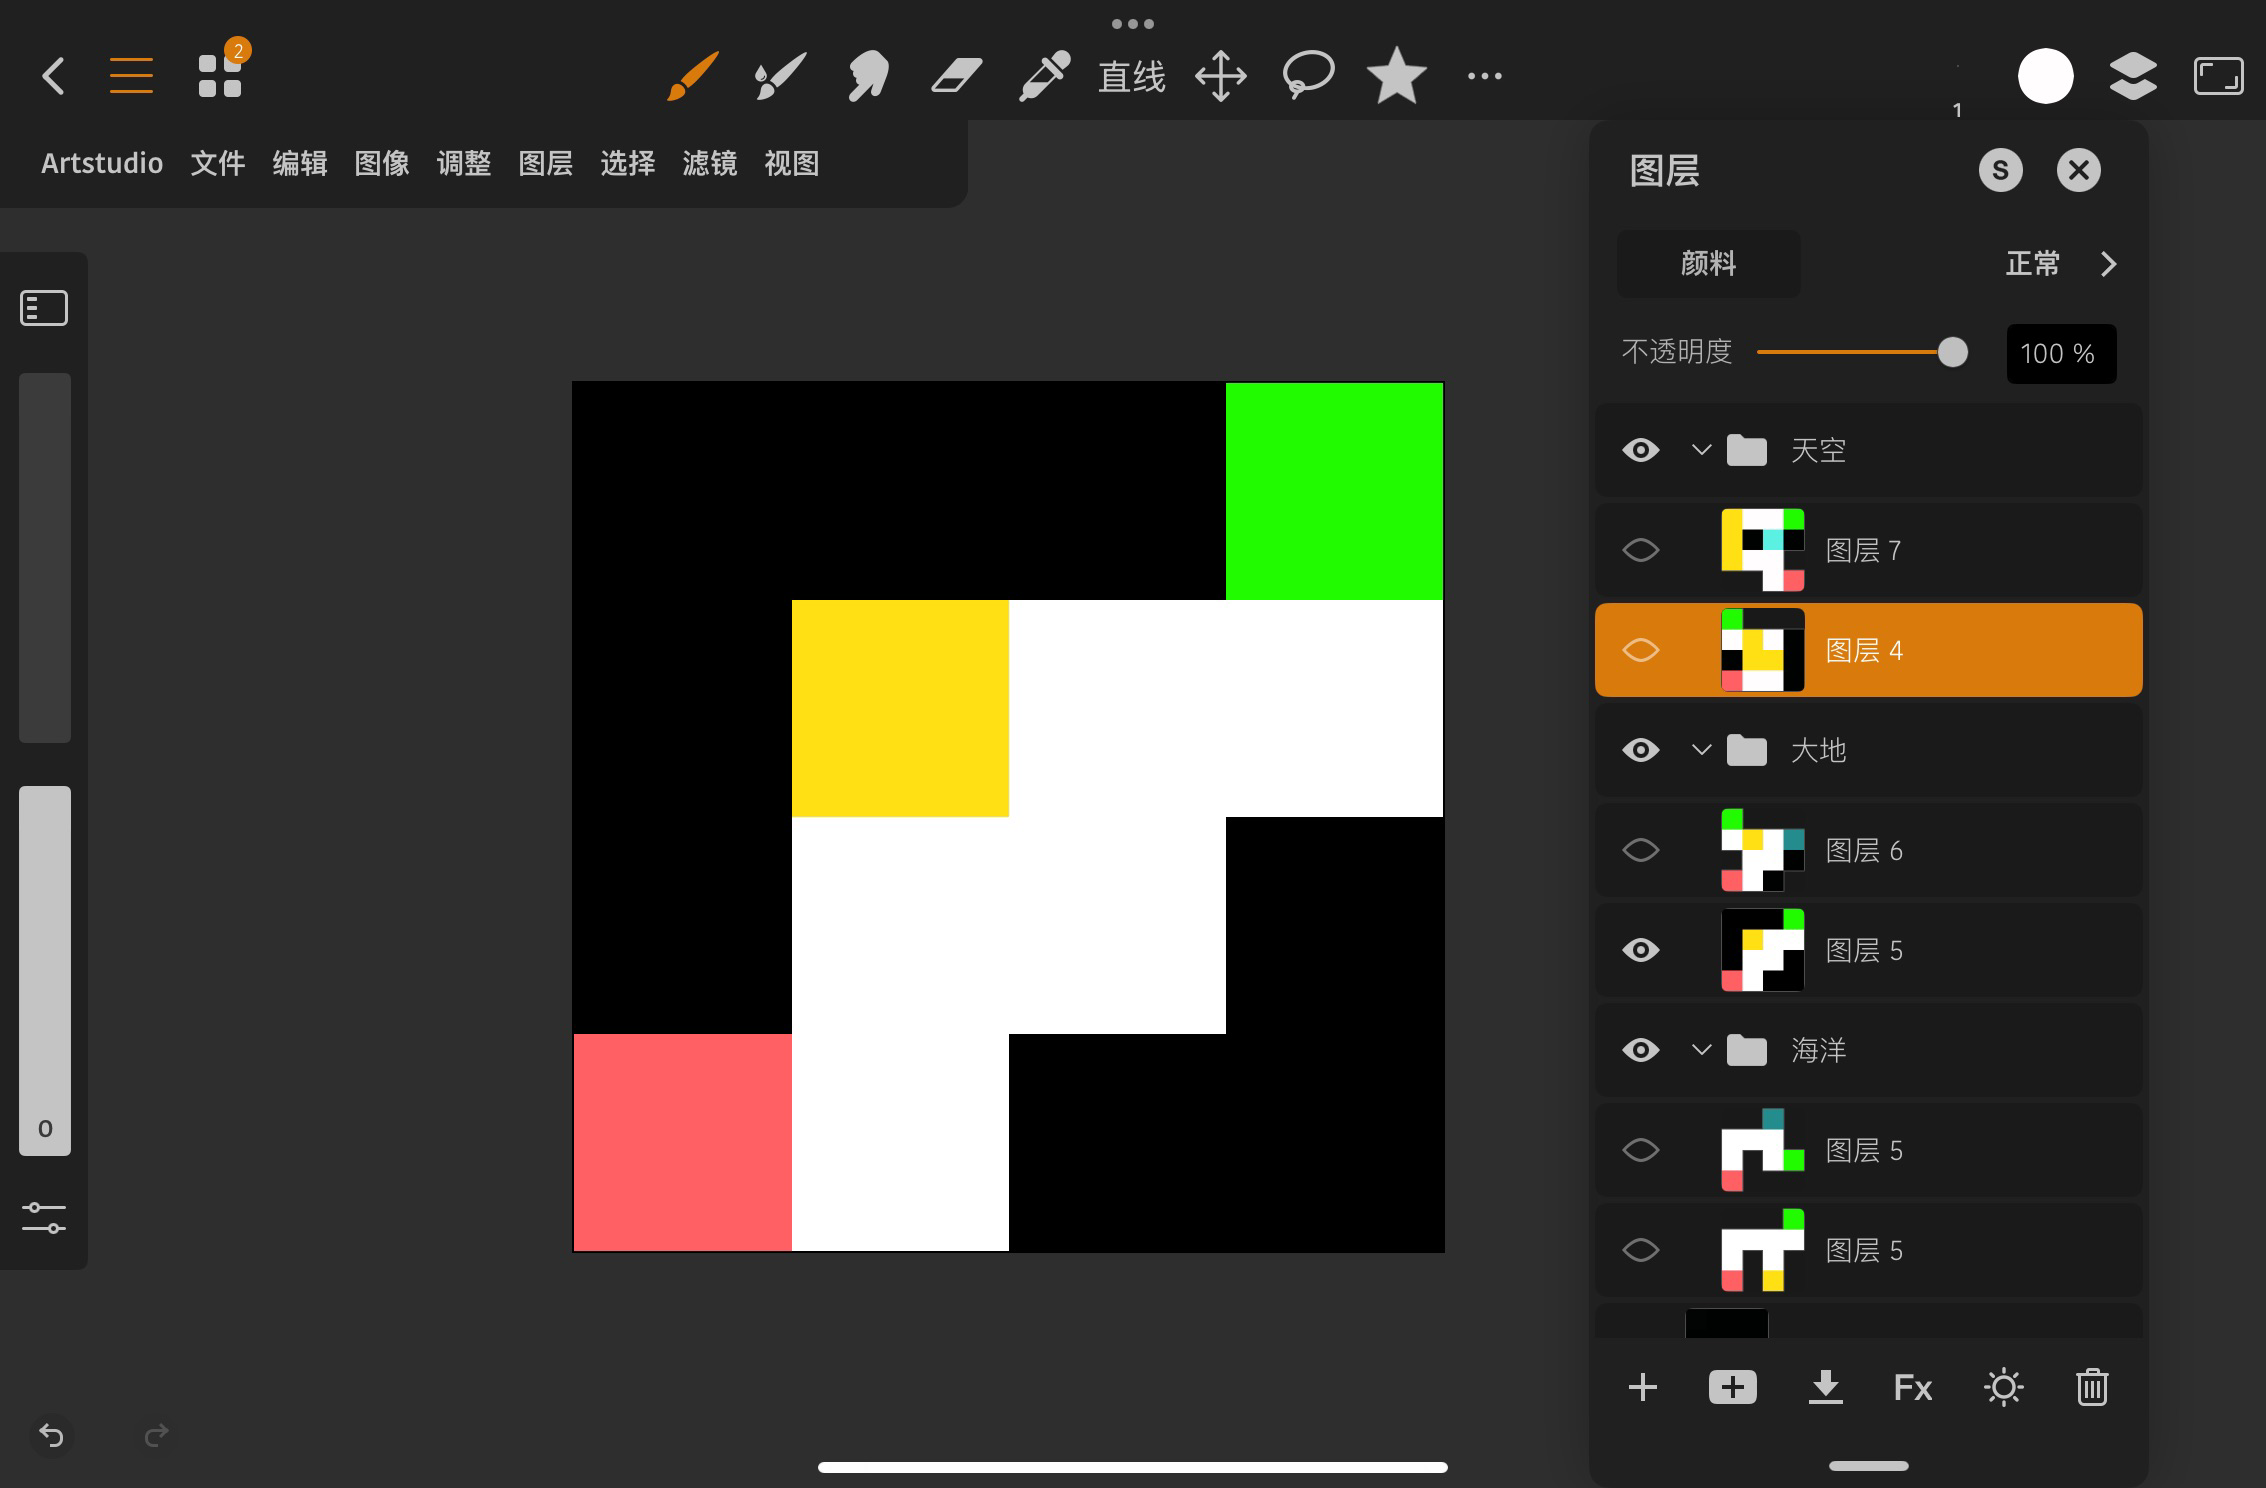 2
直线
1
Artstudio 文件 编辑 图像 调整 图层 选择 滤镜 视图
图层
S
颜料 正常
不透明度 100 %
天空
图层 7
图层 4
大地
图层 6
图层 5
海洋
图层 5
图层 5
0
Fx